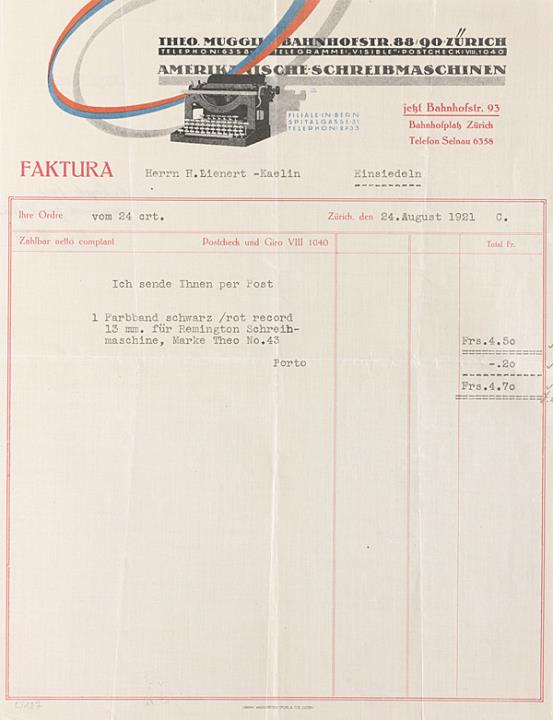 THEO. MUGGLI BAHNHOFSTR. 88/90 · ZÜRICH
TELEPHON: 6358 TELEGRAMME: „VISIBLE“ POSTCHECK: VIII, 1040
AMERIKANISCHE · SCHREIBMASCHINEN
FILIALE · IN · BERN
SPITALGASSE · 31
TELEPHON:
jetzt Bahnhofstr. 93
Bahnhofplatz Zürich
Telefon Selnau 6358
FAKTURA
Herrn H.Lienert -Kaelin Einsiedeln
Ihre Ordre vom 24 crt. Zürich, den 24.August 1921 C.
Zahlbar netto comptant Postcheck und Giro VIII 1040 Total Fr.
Ich sende Ihnen per Post
1 Farbband schwarz /rot record
13 mm. für Remington Schreib-
maschine, Marke Theo No.43 Frs.4.50
Porto -.20
Frs.4.70